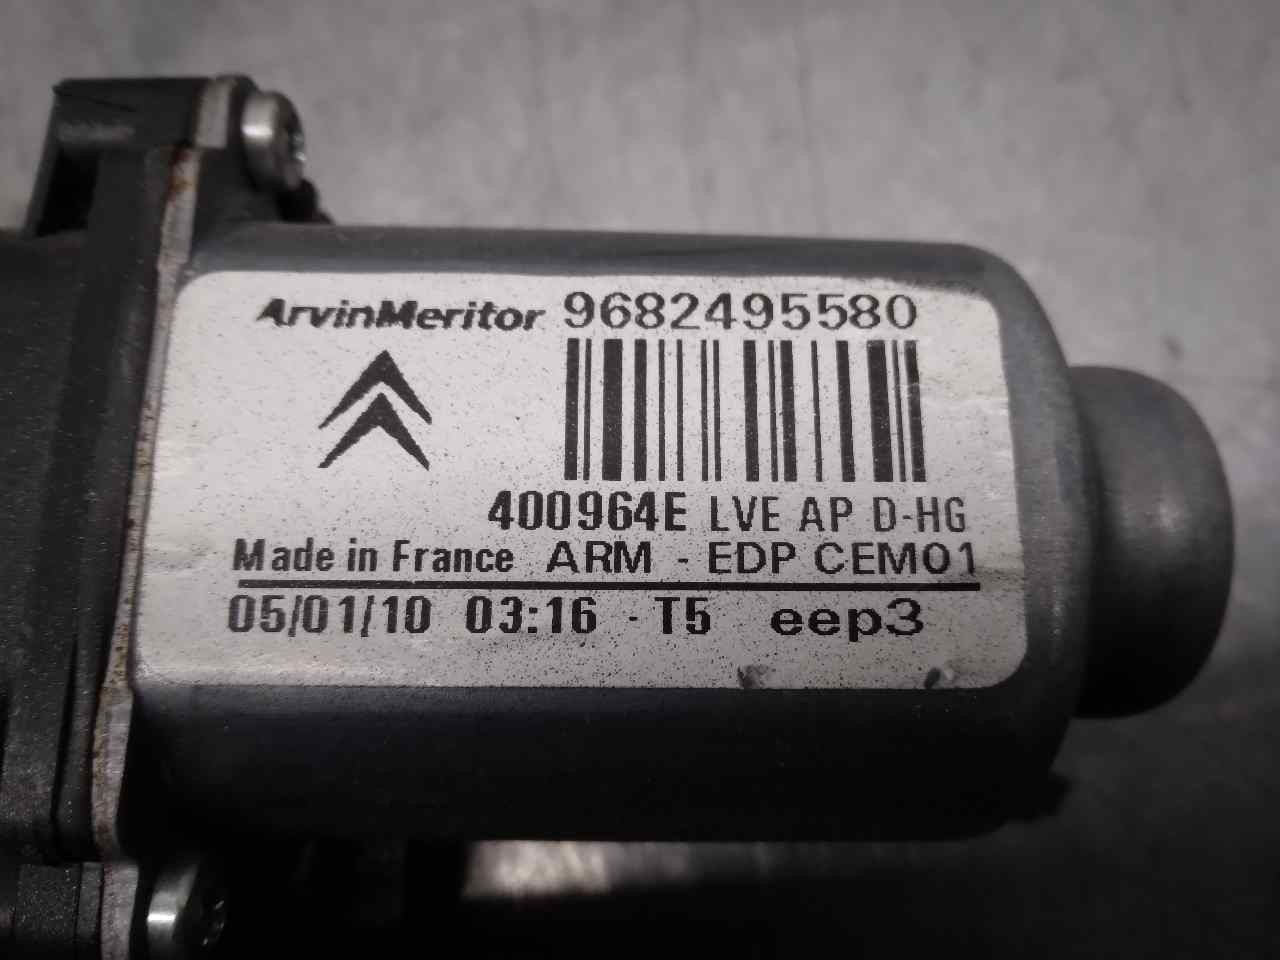 ArvinMeritor 9682495580
400964E LVE AP D-HG
Made in France ARM - EDP CEM01
05/01/10 03:16 - T5 eep3